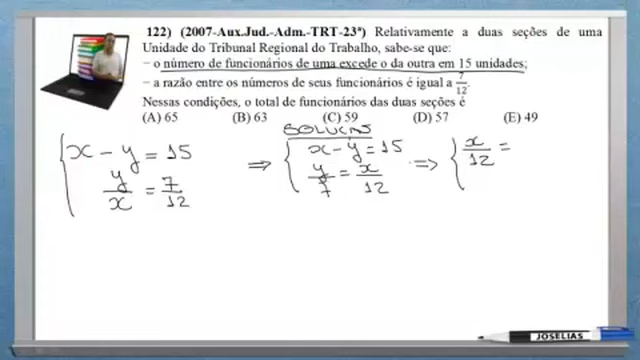 122) (2007-Aux.Jud.-Adm.-TRT-23ª) Relativamente a duas seções de uma
Unidade do Tribunal Regional do Trabalho, sabe-se que:
– o número de funcionários de uma excede o da outra em 15 unidades;
– a razão entre os números de seus funcionários é igual a 7/12.
Nessas condições, o total de funcionários das duas seções é
(A) 65 (B) 63 (C) 59 (D) 57 (E) 49
SOLUÇÃO
x - y = 15 ⇒ x - y = 15 ⇒ x/12 =
y/x = 7/12 y/7 = x/12
JOSELIAS